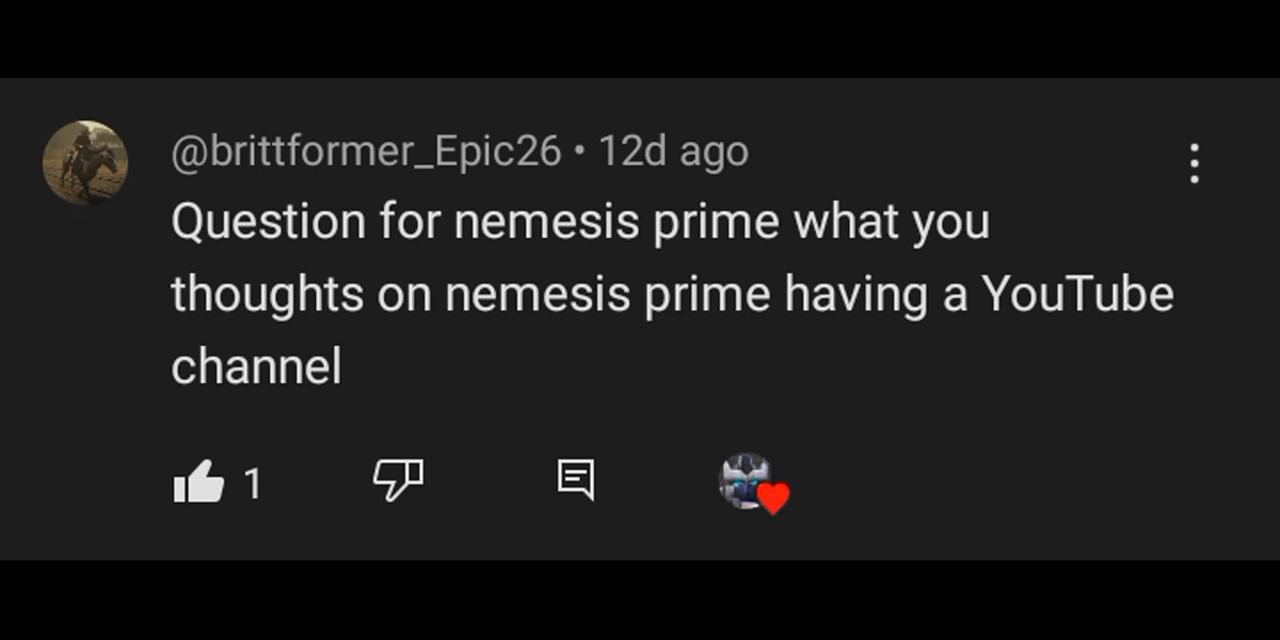 @brittformer_Epic26 • 12d ago
Question for nemesis prime what you
thoughts on nemesis prime having a YouTube
channel
1